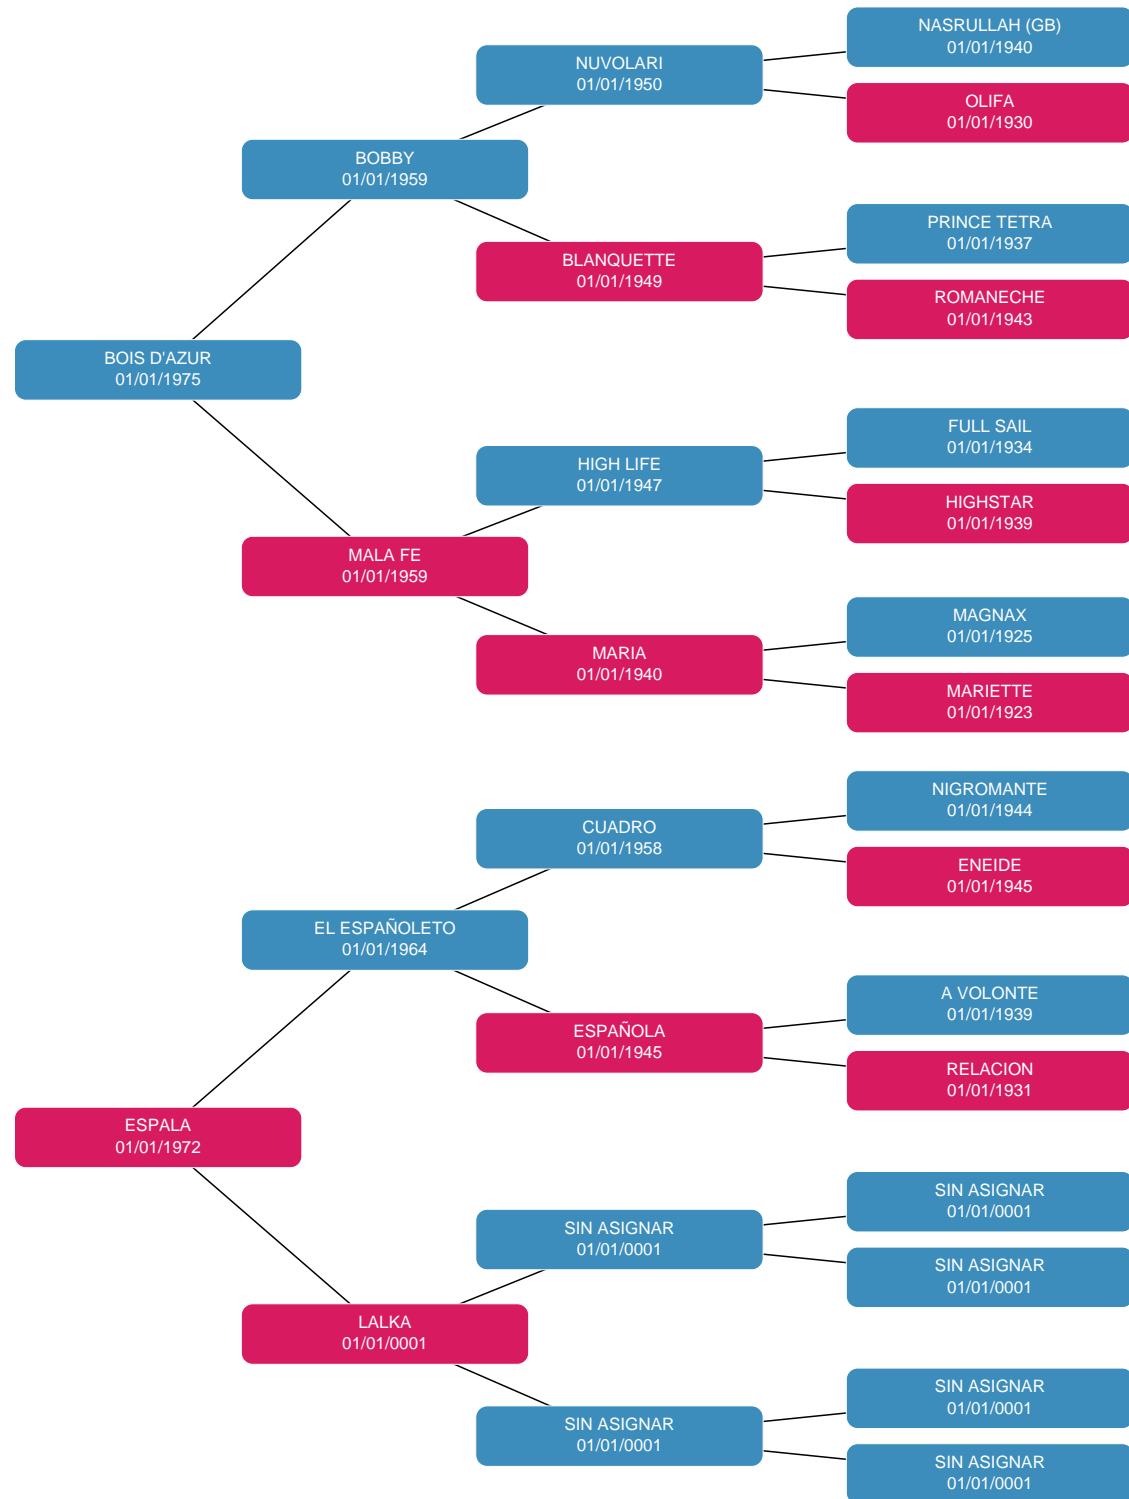 NASRULLAH (GB)
01/01/1940
NUVOLARI
01/01/1950
OLIFA
01/01/1930
BOBBY
01/01/1959
PRINCE TETRA
01/01/1937
BLANQUETTE
01/01/1949
ROMANECHE
01/01/1943
BOIS D'AZUR
01/01/1975
FULL SAIL
01/01/1934
HIGH LIFE
01/01/1947
HIGHSTAR
01/01/1939
MALA FE
01/01/1959
MAGNAX
01/01/1925
MARIA
01/01/1940
MARIETTE
01/01/1923
NIGROMANTE
01/01/1944
CUADRO
01/01/1958
ENEIDE
01/01/1945
EL ESPAÑOLETO
01/01/1964
A VOLONTE
01/01/1939
ESPAÑOLA
01/01/1945
RELACION
01/01/1931
ESPALA
01/01/1972
SIN ASIGNAR
01/01/0001
SIN ASIGNAR
01/01/0001
SIN ASIGNAR
01/01/0001
LALKA
01/01/0001
SIN ASIGNAR
01/01/0001
SIN ASIGNAR
01/01/0001
SIN ASIGNAR
01/01/0001